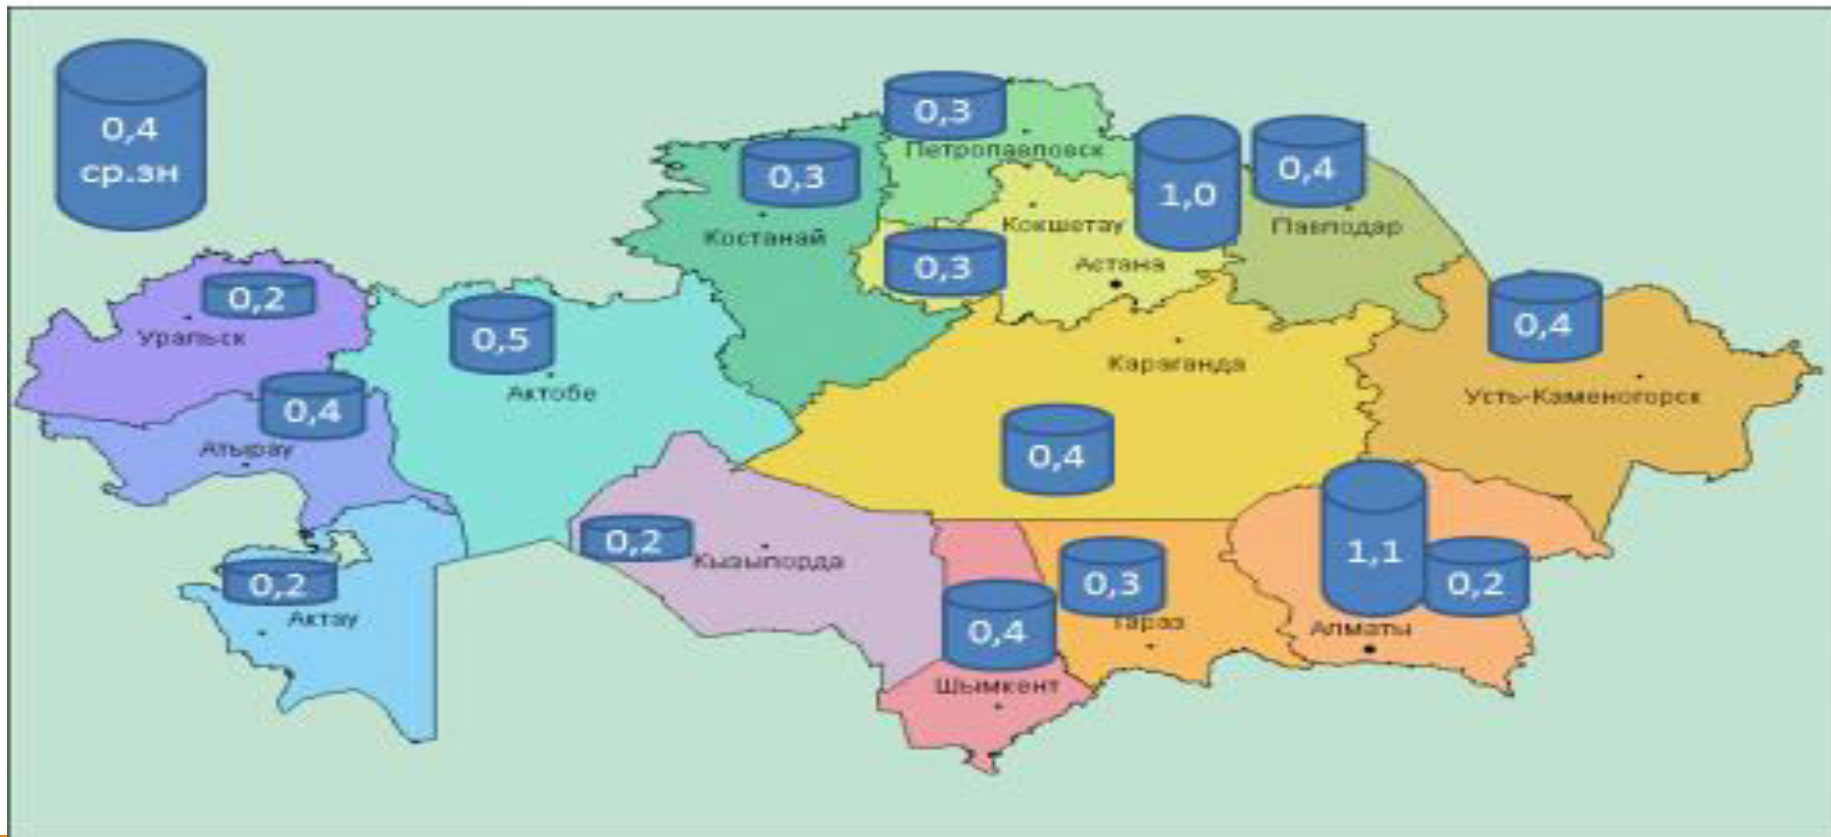 0,4
ср.зн
0,3
Петропавловск
0,3
1,0
0,4
Костанай
Кокшетау
Павлодар
0,3
Астана
0,2
Уральск
0,5
Актобе
0,4
Караганда
Усть-Каменогорск
0,4
Атырау
0,4
0,2
Кызылорда
0,2
Актау
0,3
Тараз
1,1
0,2
Алматы
0,4
Шымкент